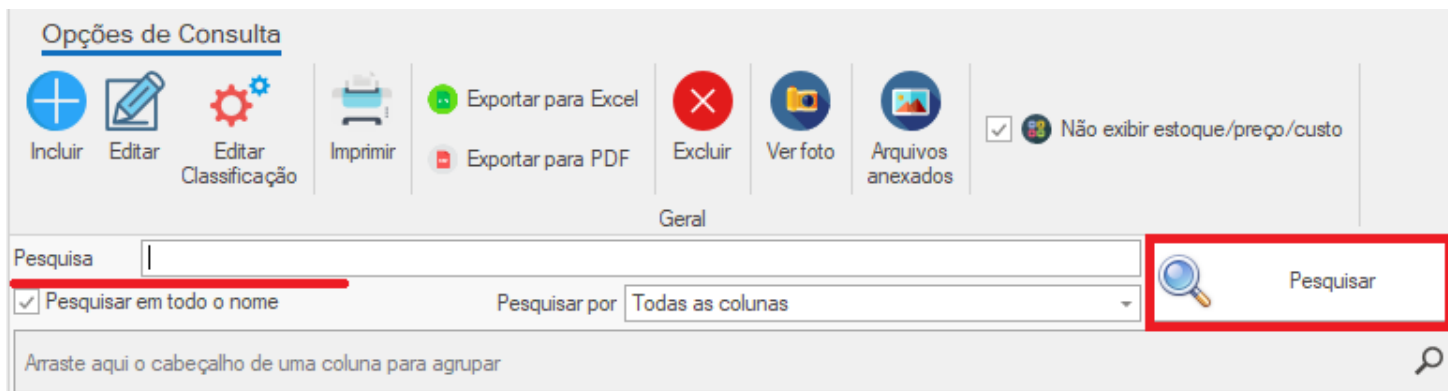 Opções de Consulta
Incluir
Editar
Editar
Classificação
Imprimir
Exportar para Excel
Exportar para PDF
Excluir
Ver foto
Arquivos
anexados
Não exibir estoque/preço/custo
Geral
Pesquisa
Pesquisar
Pesquisar em todo o nome
Pesquisar por Todas as colunas
Arraste aqui o cabeçalho de uma coluna para agrupar